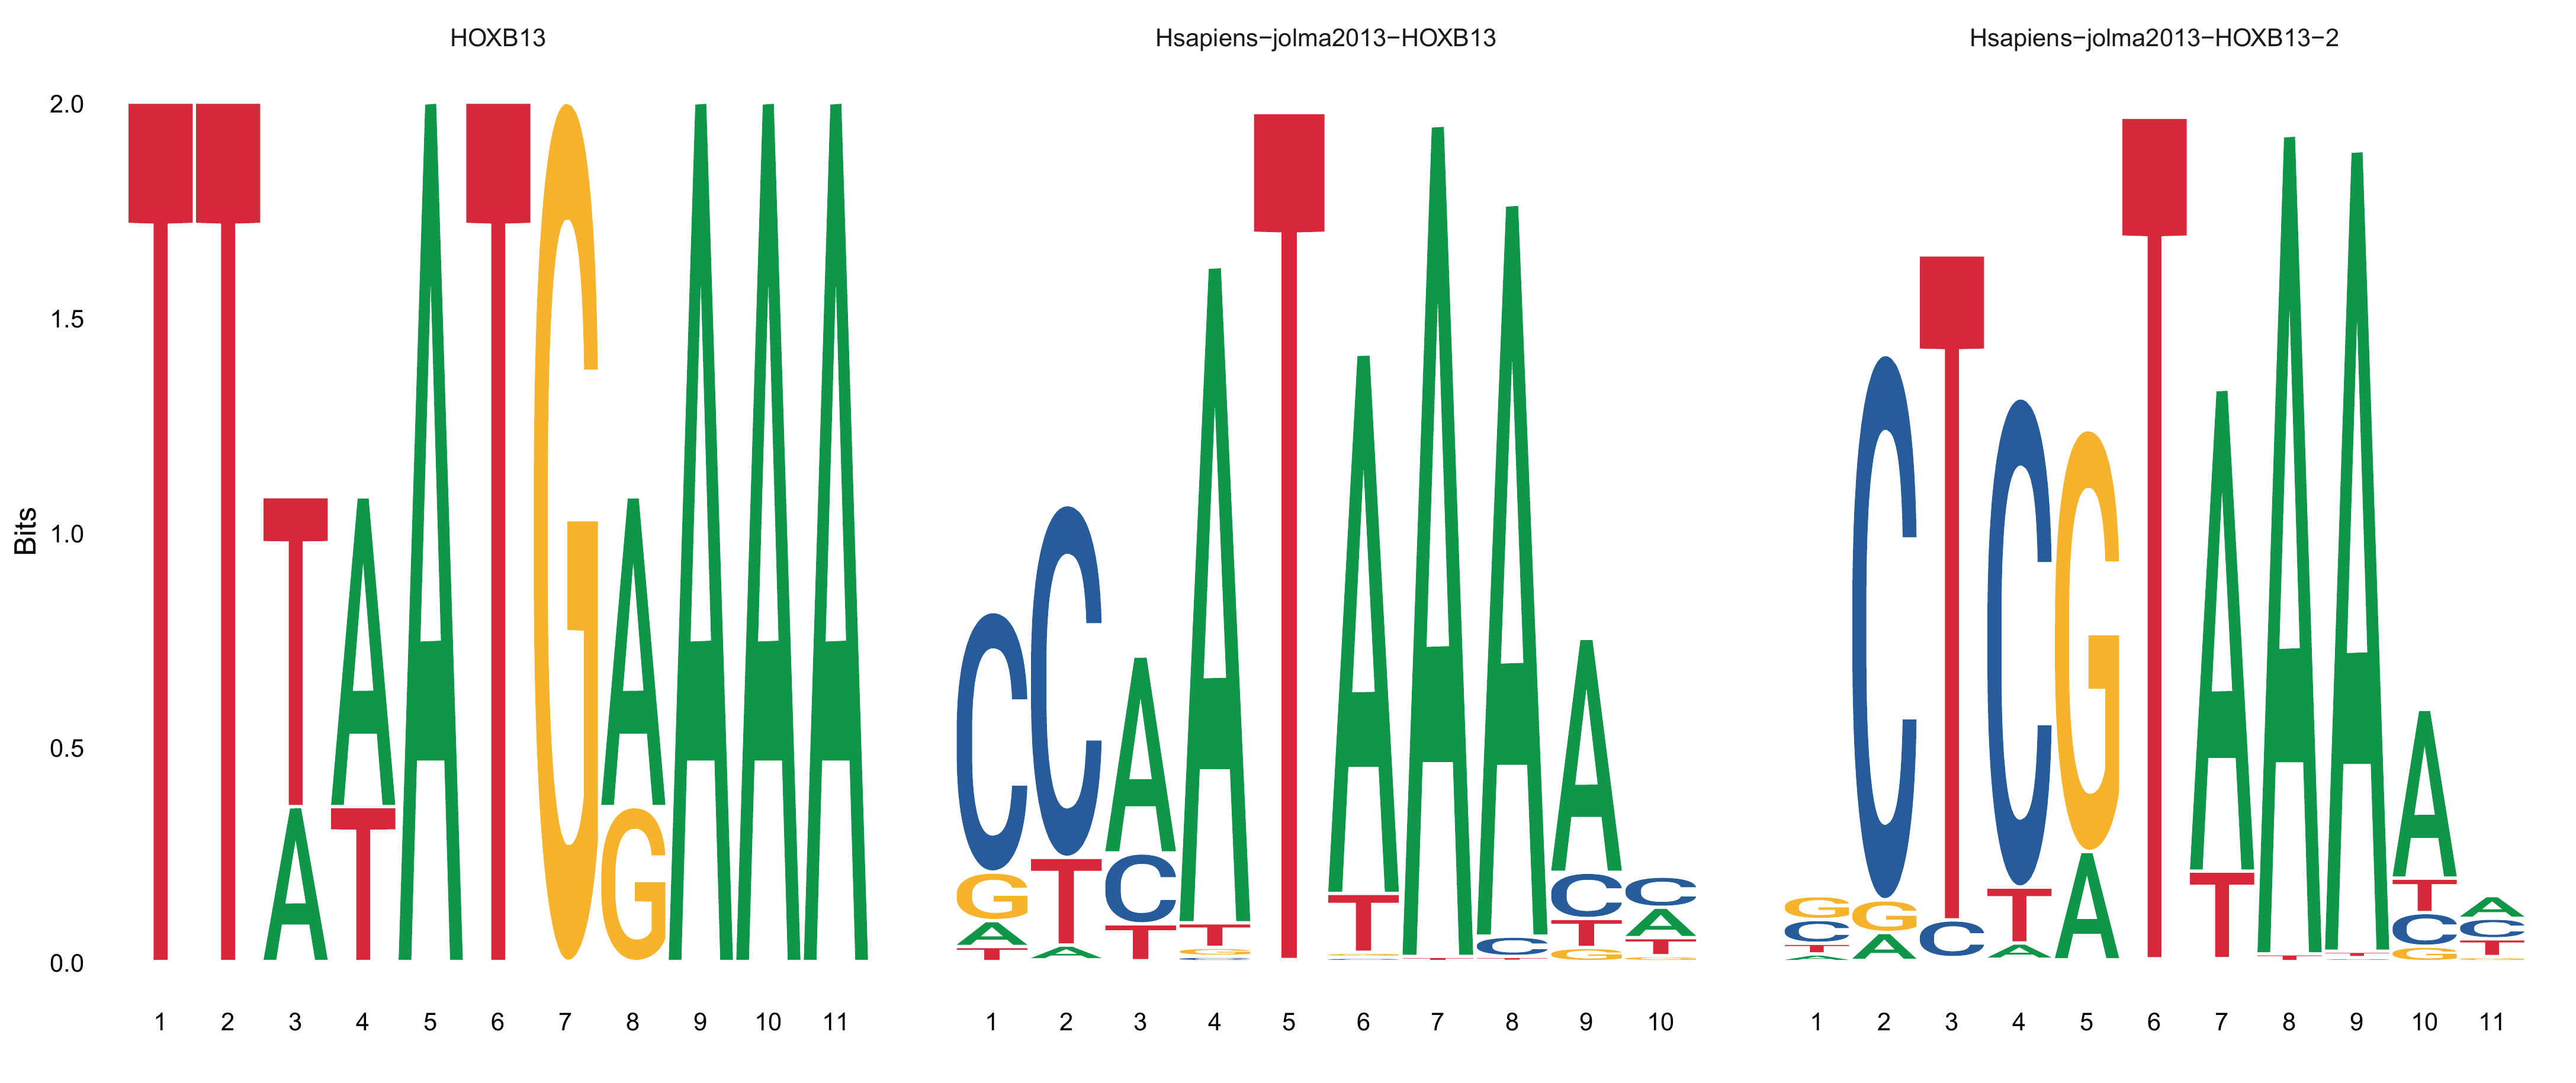 HOXB13
Hsapiens−jolma2013−HOXB13
Hsapiens−jolma2013−HOXB13−2
Bits
2.0
1.5
1.0
0.5
0.0
T T T A A T G A A A A
A T G
C C A A T A A A A C
G T C T T C C A
A A T G T T
T G G
C T C G T A A A A A
G G C T A T T T C
C A A C T
T G
A
1 2 3 4 5 6 7 8 9 10 11
1 2 3 4 5 6 7 8 9 10
1 2 3 4 5 6 7 8 9 10 11